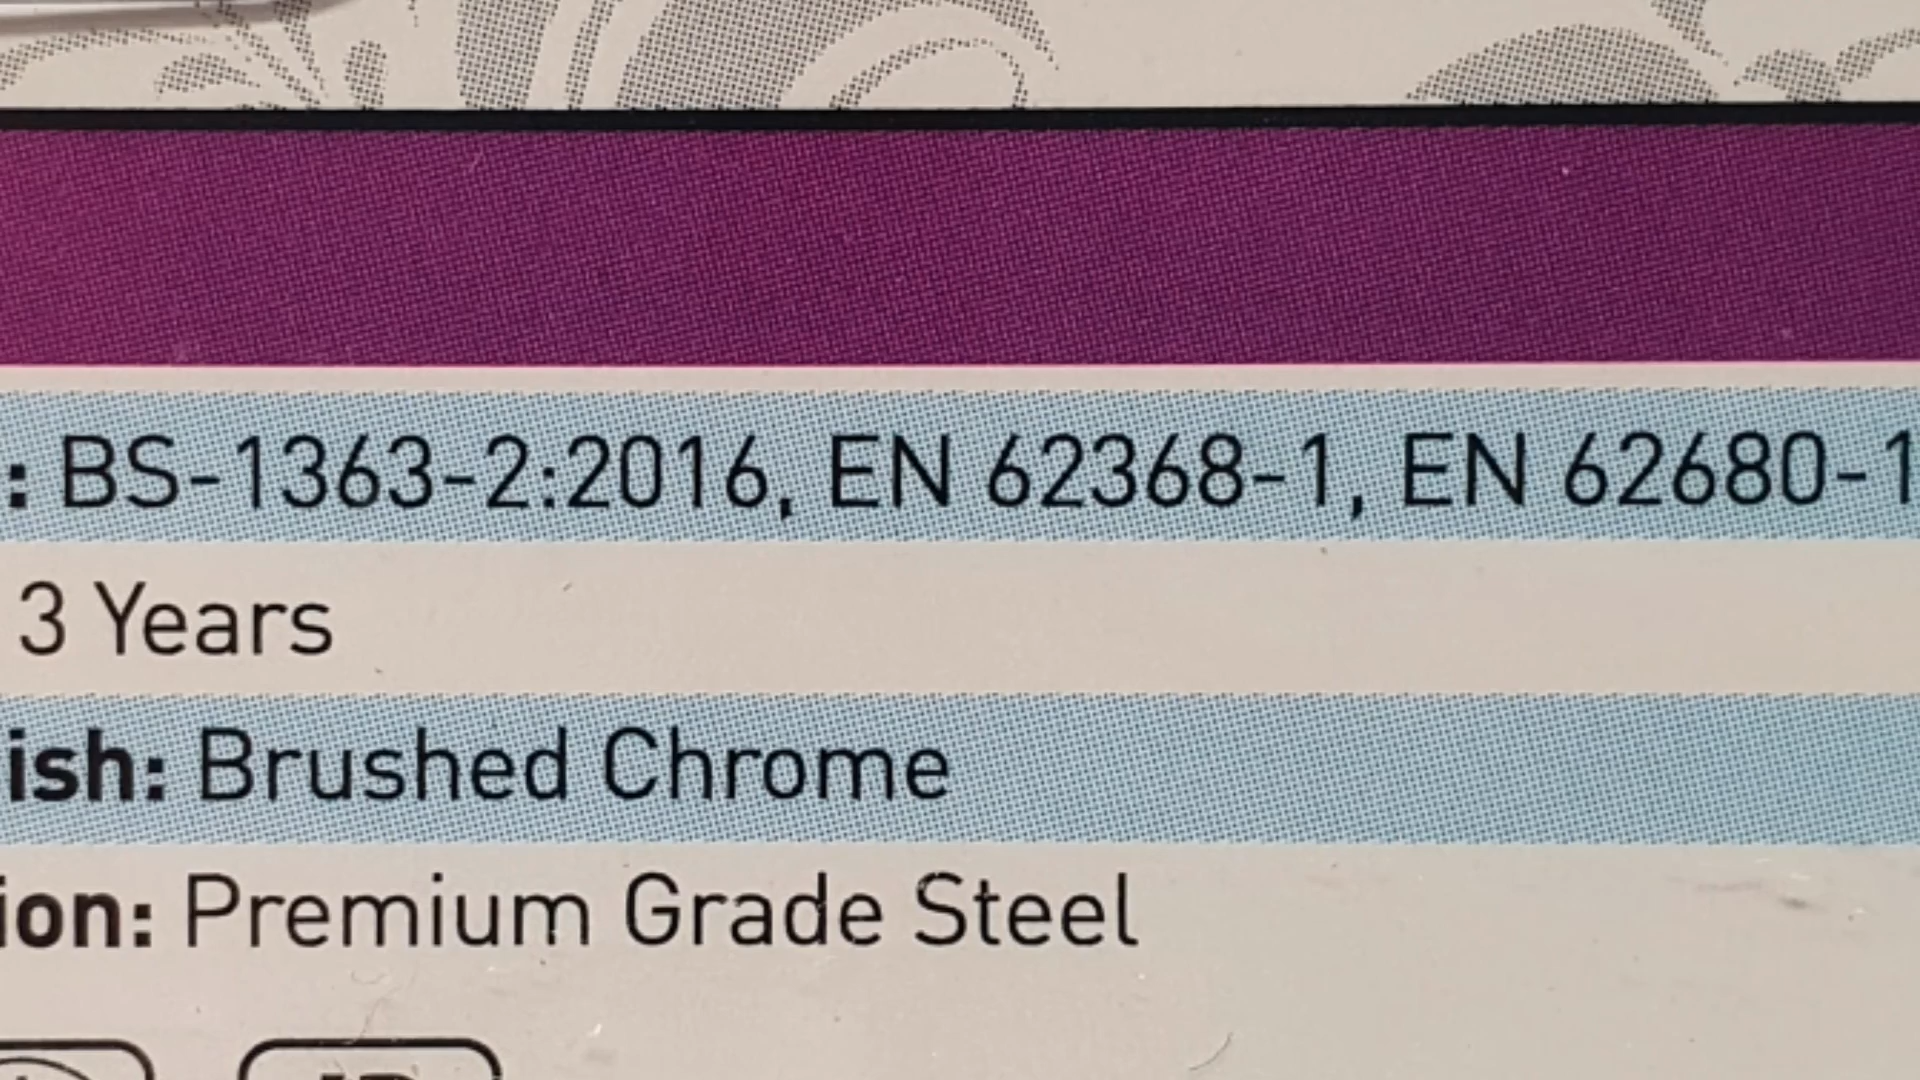 : BS-1363-2:2016, EN 62368-1, EN 62680-1
3 Years
ish: Brushed Chrome
ion: Premium Grade Steel